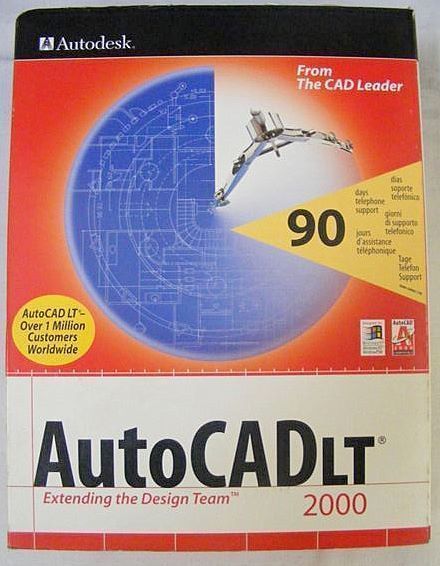 Autodesk.
From
The CAD Leader
90
days
telephone
support
dias
soporte
telefónico
giorni
di supporto
telefonico
jours
d'assistance
téléphonique
Tage
Telefon
Support
AutoCAD LT®–
Over 1 Million
Customers
Worldwide
AutoCAD
AutoCAD LT®
Extending the Design Team™
2000